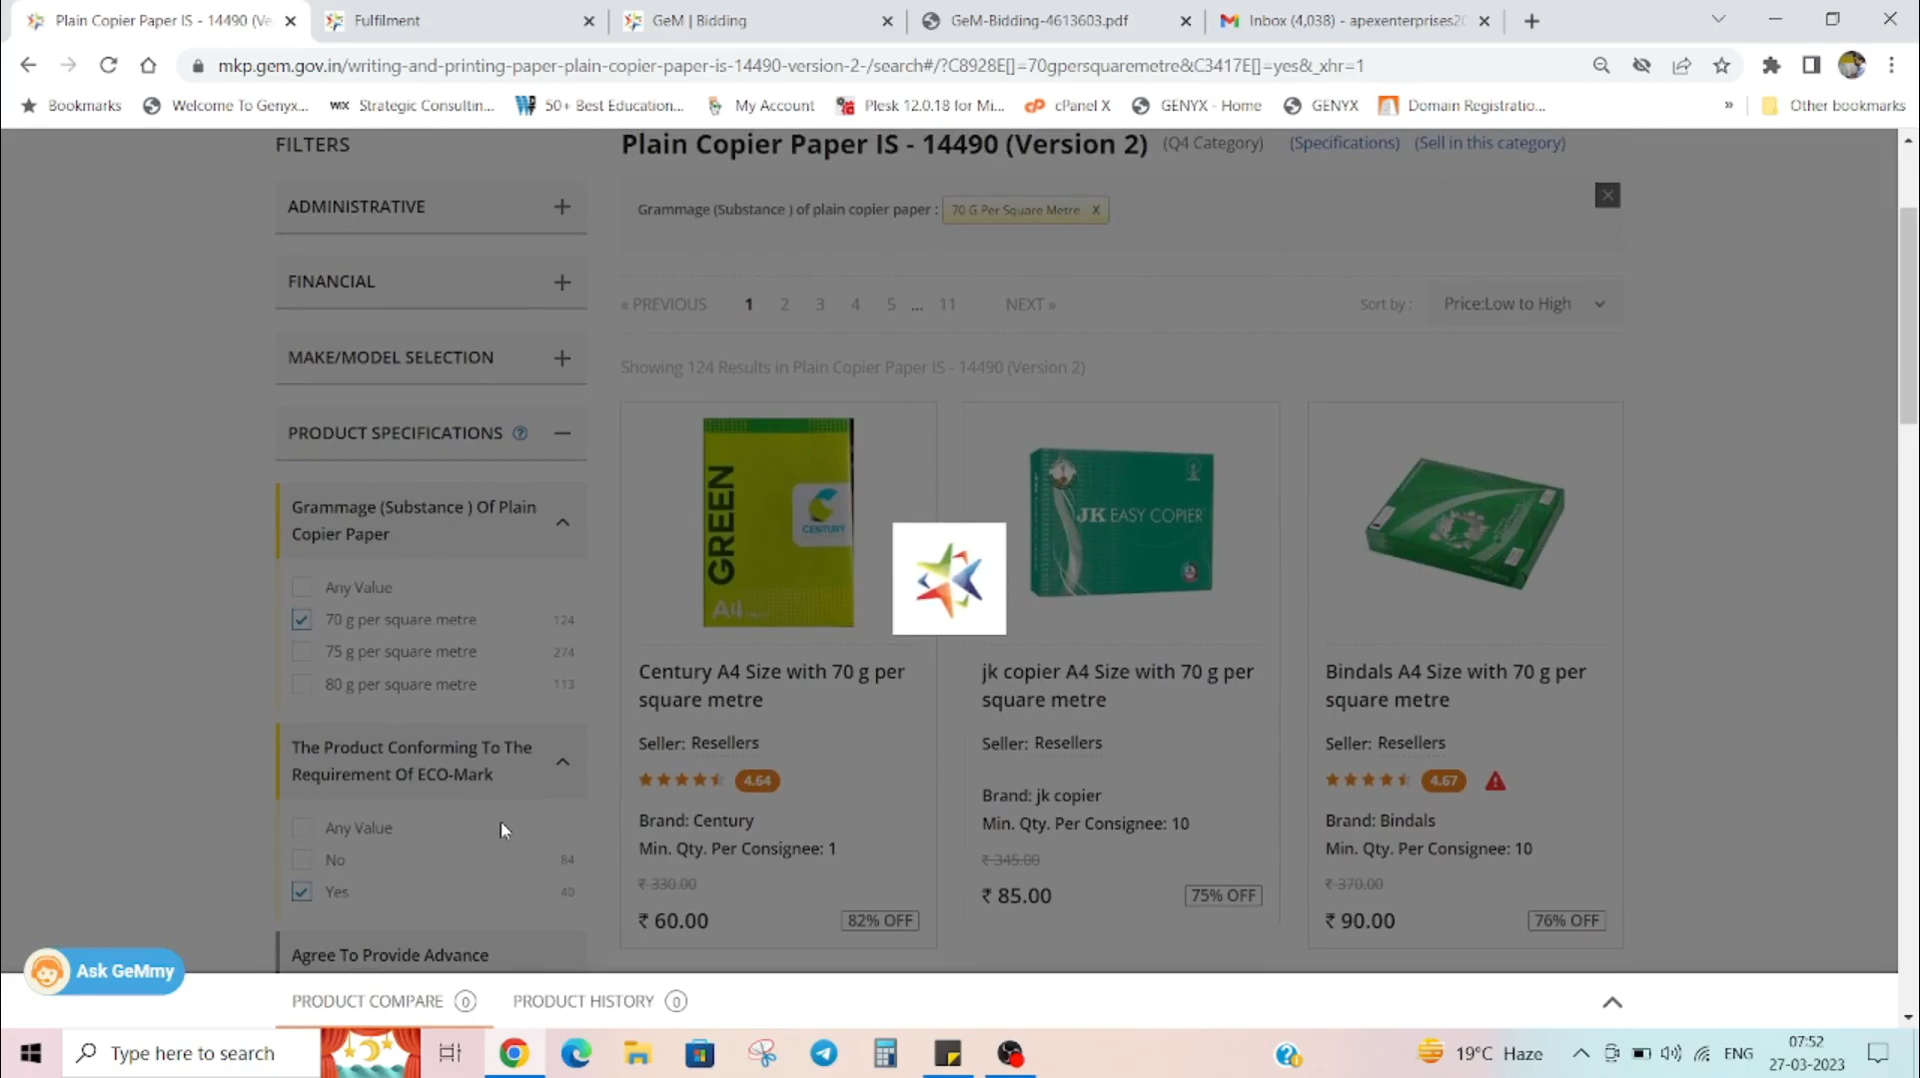 Plain Copier Paper IS - 14490 (Ve
Fulfilment
GeM | Bidding
GeM-Bidding-4613603.pdf
Inbox (4,038) - apexenterprises20
mkp.gem.gov.in/writing-and-printing-paper-plain-copier-paper-is-14490-version-2-/search#/?C8928E[]=70gpersquaremetre&C3417E[]=yes&_xhr=1
Bookmarks
Welcome To Genyx...
WIX Strategic Consultin...
50+ Best Education...
My Account
Plesk 12.0.18 for Mi...
cPanel X
GENYX - Home
GENYX
Domain Registratio...
»
Other bookmarks
FILTERS
Plain Copier Paper IS - 14490 (Version 2) (Q4 Category) (Specifications) (Sell in this category)
ADMINISTRATIVE
Grammage (Substance ) of plain copier paper : 70 G Per Square Metre X
FINANCIAL
« PREVIOUS 1 2 3 4 5 ... 11 NEXT »
Sort by : Price:Low to High
MAKE/MODEL SELECTION
Showing 124 Results in Plain Copier Paper IS - 14490 (Version 2)
PRODUCT SPECIFICATIONS ?
Grammage (Substance ) Of Plain
Copier Paper
Any Value
70 g per square metre 124
75 g per square metre 274
80 g per square metre 113
The Product Conforming To The
Requirement Of ECO-Mark
Any Value
No 84
Yes 40
Agree To Provide Advance
GREEN
CENTURY
A4
Century A4 Size with 70 g per
square metre
Seller: Resellers
4.64
Brand: Century
Min. Qty. Per Consignee: 1
₹ 330.00
₹ 60.00
82% OFF
JK EASY COPIER
jk copier A4 Size with 70 g per
square metre
Seller: Resellers
Brand: jk copier
Min. Qty. Per Consignee: 10
₹ 345.00
₹ 85.00
75% OFF
Bindals A4 Size with 70 g per
square metre
Seller: Resellers
4.67
Brand: Bindals
Min. Qty. Per Consignee: 10
₹ 370.00
₹ 90.00
76% OFF
Ask GeMmy
PRODUCT COMPARE 0
PRODUCT HISTORY 0
Type here to search
19°C Haze
ENG
07:52
27-03-2023